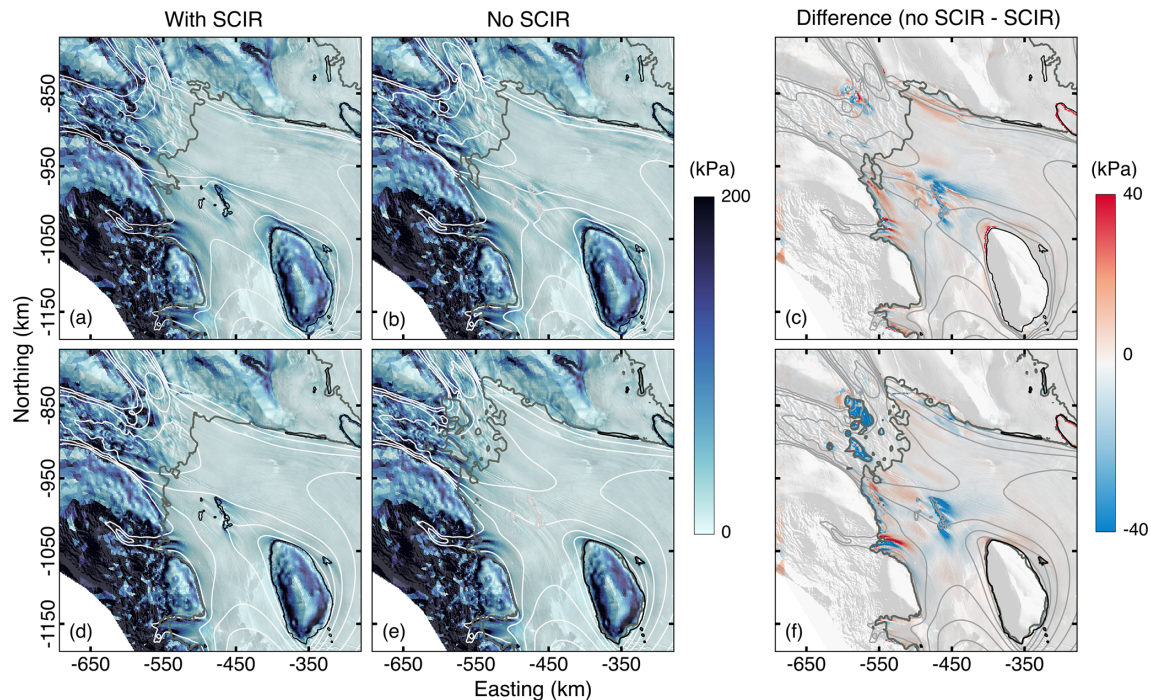 With SCIR
No SCIR
Difference (no SCIR - SCIR)
-850
-950
-1050
-1150
(a)
(b)
(c)
(kPa)
200
0
(kPa)
40
0
-40
Northing (km)
-850
-950
-1050
-1150
(d)
(e)
(f)
-650
-550
-450
-350
-650
-550
-450
-350
-650
-550
-450
-350
Easting (km)